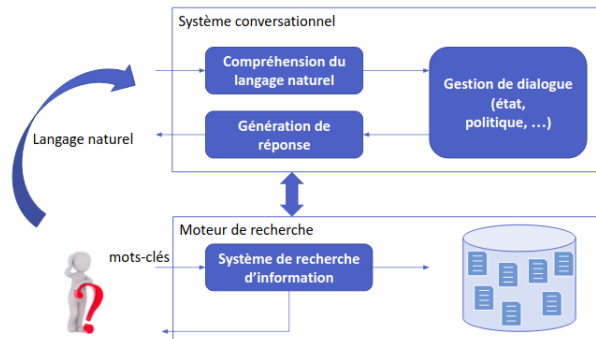 Système conversationnel
Compréhension du
langage naturel
Gestion de dialogue
(état,
politique, …)
Génération de
réponse
Langage naturel
Moteur de recherche
mots-clés
Système de recherche
d'information